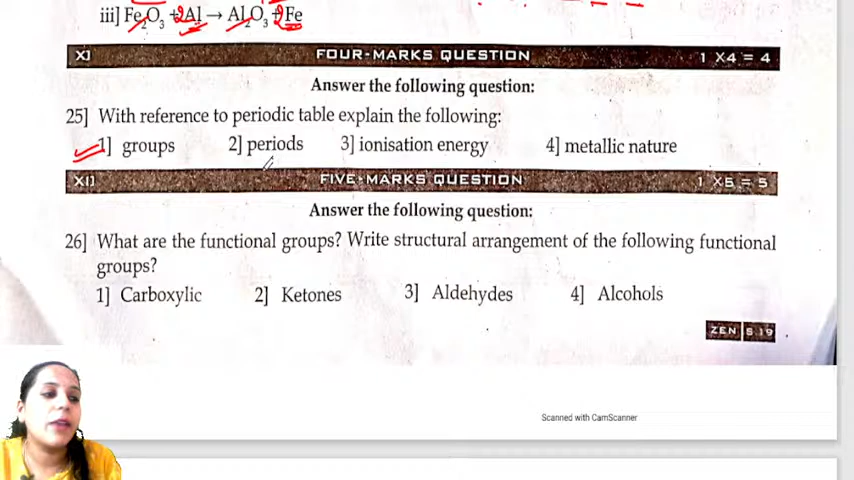 iii] Fe2O3 +2Al → Al2O3 +2Fe
XI] FOUR-MARKS QUESTION 1 X4 = 4
Answer the following question:
25] With reference to periodic table explain the following:
1] groups 2] periods 3] ionisation energy 4] metallic nature
XII] FIVE-MARKS QUESTION 1 X5 = 5
Answer the following question:
26] What are the functional groups? Write structural arrangement of the following functional
groups?
1] Carboxylic 2] Ketones 3] Aldehydes 4] Alcohols
ZEN 5.19
Scanned with CamScanner